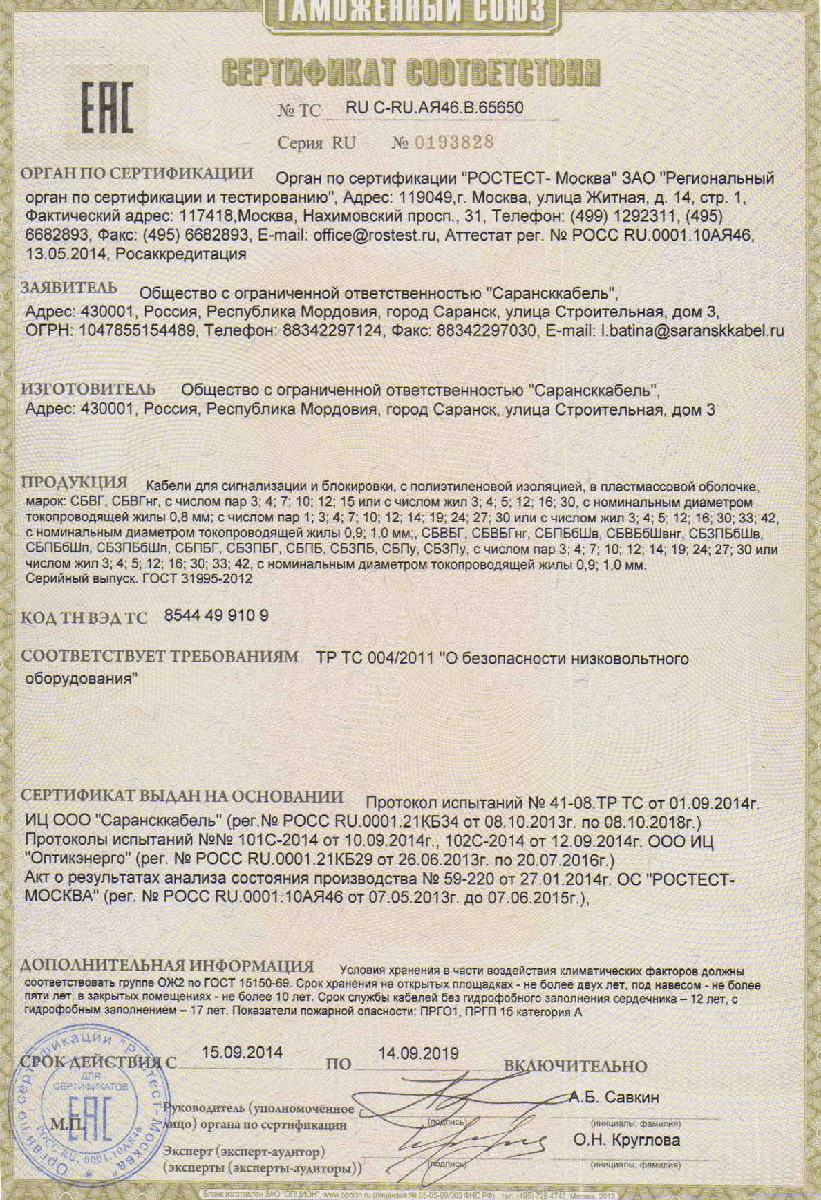 ТАМОЖЕННЫЙ СОЮЗ
СЕРТИФИКАТ СООТВЕТСТВИЯ
ЕАС
№ ТС RU С-RU.АЯ46.В.65650
Серия RU № 0193828
ОРГАН ПО СЕРТИФИКАЦИИ Орган по сертификации "РОСТЕСТ- Москва" ЗАО "Региональный
орган по сертификации и тестированию", Адрес: 119049,г. Москва, улица Житная, д. 14, стр. 1,
Фактический адрес: 117418,Москва, Нахимовский просп., 31, Телефон: (499) 1292311, (495)
6682893, Факс: (495) 6682893, E-mail: office@rostest.ru, Аттестат рег. № РОСС RU.0001.10АЯ46,
13.05.2014, Росаккредитация
ЗАЯВИТЕЛЬ Общество с ограниченной ответственностью "Сарансккабель",
Адрес: 430001, Россия, Республика Мордовия, город Саранск, улица Строительная, дом 3,
ОГРН: 1047855154489, Телефон: 88342297124, Факс: 88342297030, E-mail: l.batina@saranskkabel.ru
ИЗГОТОВИТЕЛЬ Общество с ограниченной ответственностью "Сарансккабель",
Адрес: 430001, Россия, Республика Мордовия, город Саранск, улица Строительная, дом 3
ПРОДУКЦИЯ Кабели для сигнализации и блокировки, с полиэтиленовой изоляцией, в пластмассовой оболочке,
марок: СБВГ, СБВГнг, с числом пар 3; 4; 7; 10; 12; 15 или с числом жил 3; 4; 5; 12; 16; 30, с номинальным диаметром
токопроводящей жилы 0,8 мм; с числом пар 1; 3; 4; 7; 10; 12; 14; 19; 24; 27; 30 или с числом жил 3; 4; 5; 12; 16; 30; 33; 42,
с номинальным диаметром токопроводящей жилы 0,9; 1,0 мм;, СБВБГ, СБВБГнг, СБПБбШв, СБВБбШвнг, СБЗПБбШв,
СБПБбШп, СБЗПБбШп, СБПБГ, СБЗПБГ, СБПБ, СБЗПБ, СБПу, СБЗПу, с числом пар 3; 4; 7; 10; 12; 14; 19; 24; 27; 30 или
числом жил 3; 4; 5; 12; 16; 30; 33; 42, с номинальным диаметром токопроводящей жилы 0,9; 1,0 мм.
Серийный выпуск. ГОСТ 31995-2012
КОД ТН ВЭД ТС 8544 49 910 9
СООТВЕТСТВУЕТ ТРЕБОВАНИЯМ ТР ТС 004/2011 "О безопасности низковольтного
оборудования"
СЕРТИФИКАТ ВЫДАН НА ОСНОВАНИИ Протокол испытаний № 41-08.ТР ТС от 01.09.2014г.
ИЦ ООО "Сарансккабель" (рег.№ РОСС RU.0001.21КБ34 от 08.10.2013г. по 08.10.2018г.)
Протоколы испытаний №№ 101С-2014 от 10.09.2014г., 102С-2014 от 12.09.2014г. ООО ИЦ
"Оптикэнерго" (рег. № РОСС RU.0001.21КБ29 от 26.06.2013г. по 20.07.2016г.)
Акт о результатах анализа состояния производства № 59-220 от 27.01.2014г. ОС "РОСТЕСТ-
МОСКВА" (рег. № РОСС RU.0001.10АЯ46 от 07.05.2013г. до 07.06.2015г.),
ДОПОЛНИТЕЛЬНАЯ ИНФОРМАЦИЯ Условия хранения в части воздействия климатических факторов должны
соответствовать группе ОЖ2 по ГОСТ 15150-69. Срок хранения на открытых площадках - не более двух лет, под навесом - не более
пяти лет, в закрытых помещениях - не более 10 лет. Срок службы кабелей без гидрофобного заполнения сердечника – 12 лет, с
гидрофобным заполнением – 17 лет. Показатели пожарной опасности: ПРГО1, ПРГП 1б категория А
СРОК ДЕЙСТВИЯ С 15.09.2014 ПО 14.09.2019 ВКЛЮЧИТЕЛЬНО
Орган по сертификации "Ростест-Москва"
ДЛЯ
СЕРТИФИКАТОВ
ЕАС
РОСС RU. 0001.10АЯ46
М.П.
Руководитель (уполномоченное
лицо) органа по сертификации
(подпись)
А.Б. Савкин
(инициалы, фамилия)
Эксперт (эксперт-аудитор)
(эксперты (эксперты-аудиторы))
(подпись)
О.Н. Круглова
(инициалы, фамилия)
Бланк изготовлен ЗАО "ОПЦИОН", www.opcion.ru (лицензия № 05-05-09/003 ФНС РФ)